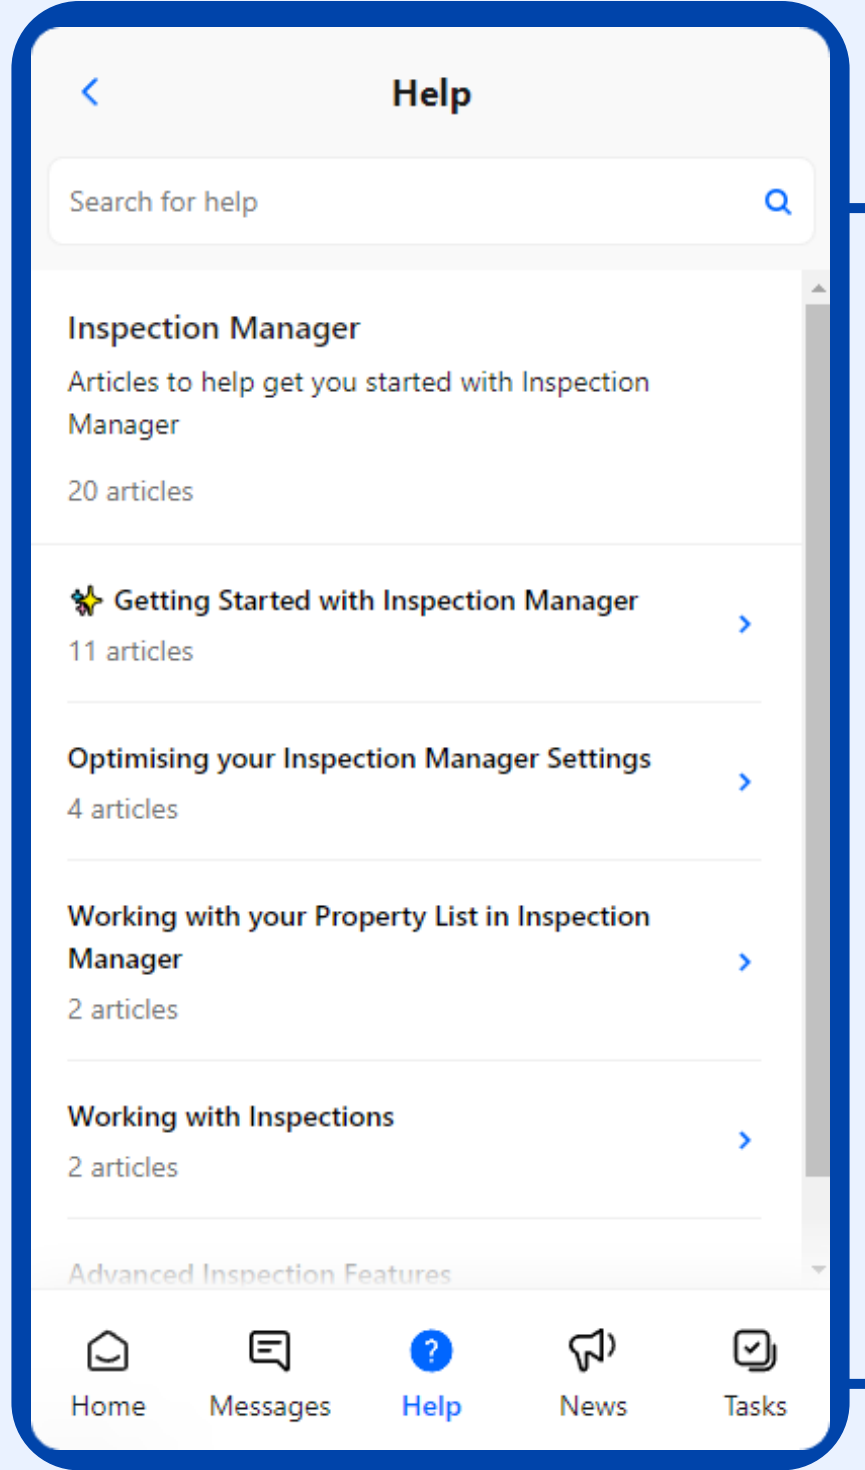 Help
Search for help
Inspection Manager
Articles to help get you started with Inspection
Manager
20 articles
✨ Getting Started with Inspection Manager
11 articles
Optimising your Inspection Manager Settings
4 articles
Working with your Property List in Inspection
Manager
2 articles
Working with Inspections
2 articles
Advanced Inspection Features
?
Home
Messages
Help
News
Tasks